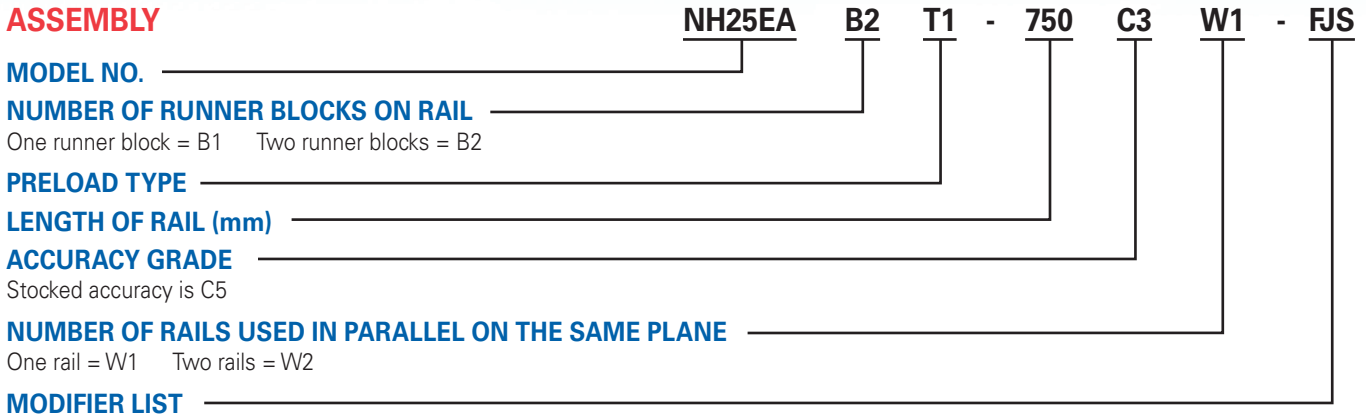 ASSEMBLY NH25EA B2 T1 - 750 C3 W1 - FJS
MODEL NO.
NUMBER OF RUNNER BLOCKS ON RAIL
One runner block = B1 Two runner blocks = B2
PRELOAD TYPE
LENGTH OF RAIL (mm)
ACCURACY GRADE
Stocked accuracy is C5
NUMBER OF RAILS USED IN PARALLEL ON THE SAME PLANE
One rail = W1 Two rails = W2
MODIFIER LIST